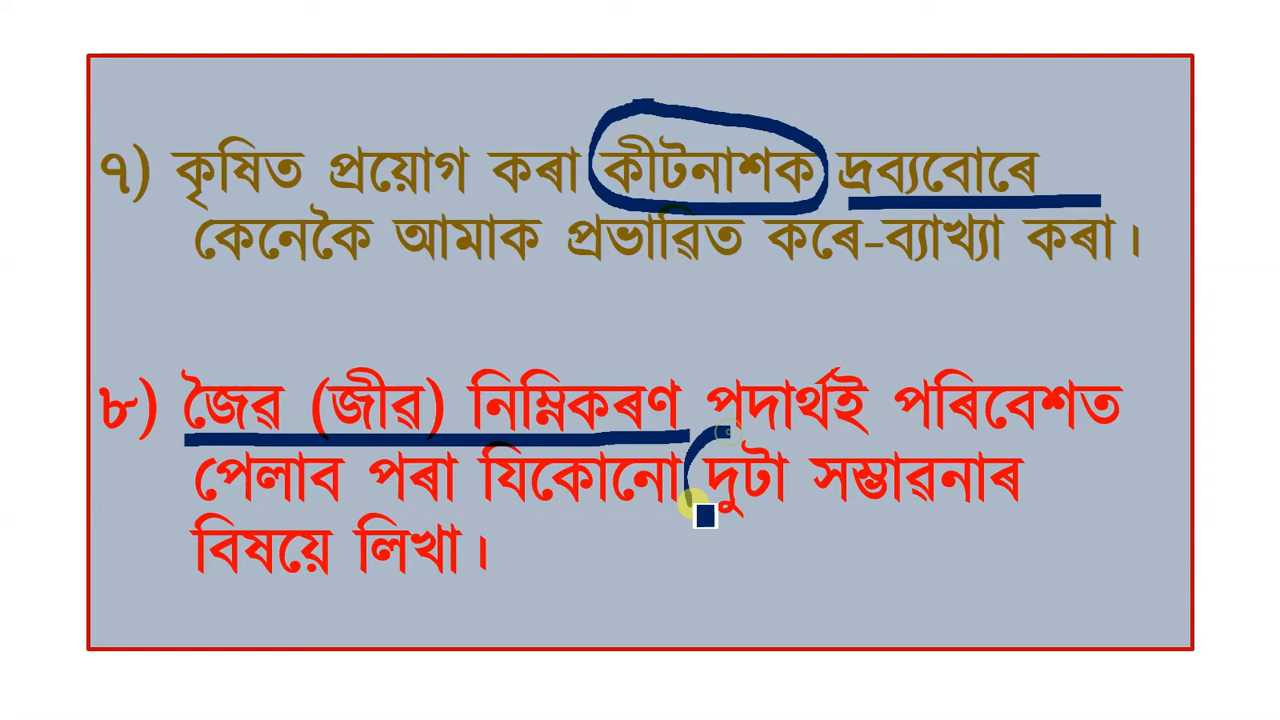 ৭) কৃষিত প্ৰয়োগ কৰা কীটনাশক দ্ৰব্যবোৰে
কেনেকৈ আমাক প্ৰভাৱিত কৰে-ব্যাখ্যা কৰা।
৮) জৈৱ (জীৱ) নিম্নিকৰণ পদাৰ্থই পৰিবেশত
পেলাব পৰা যিকোনো দুটা সম্ভাৱনাৰ
বিষয়ে লিখা।